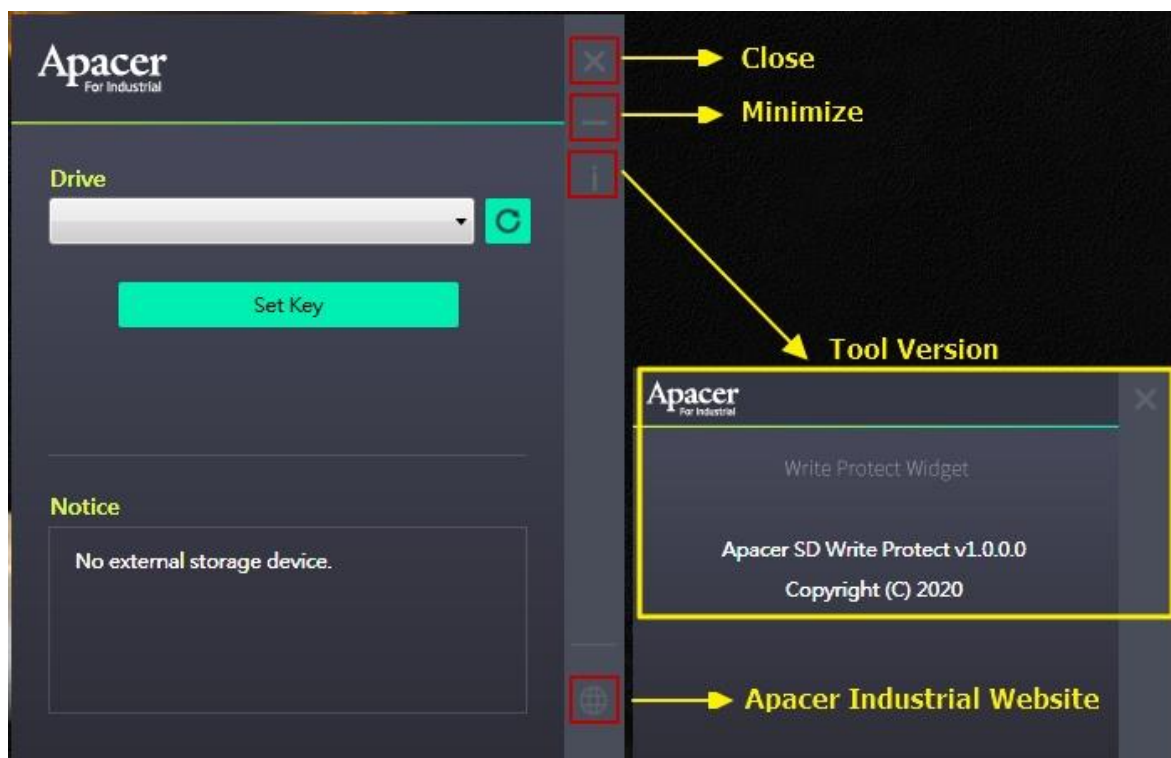 Apacer
For Industrial
Close
Minimize
Drive
Set Key
Tool Version
Apacer
For Industrial
Write Protect Widget
Notice
No external storage device.
Apacer SD Write Protect v1.0.0.0
Copyright (C) 2020
Apacer Industrial Website